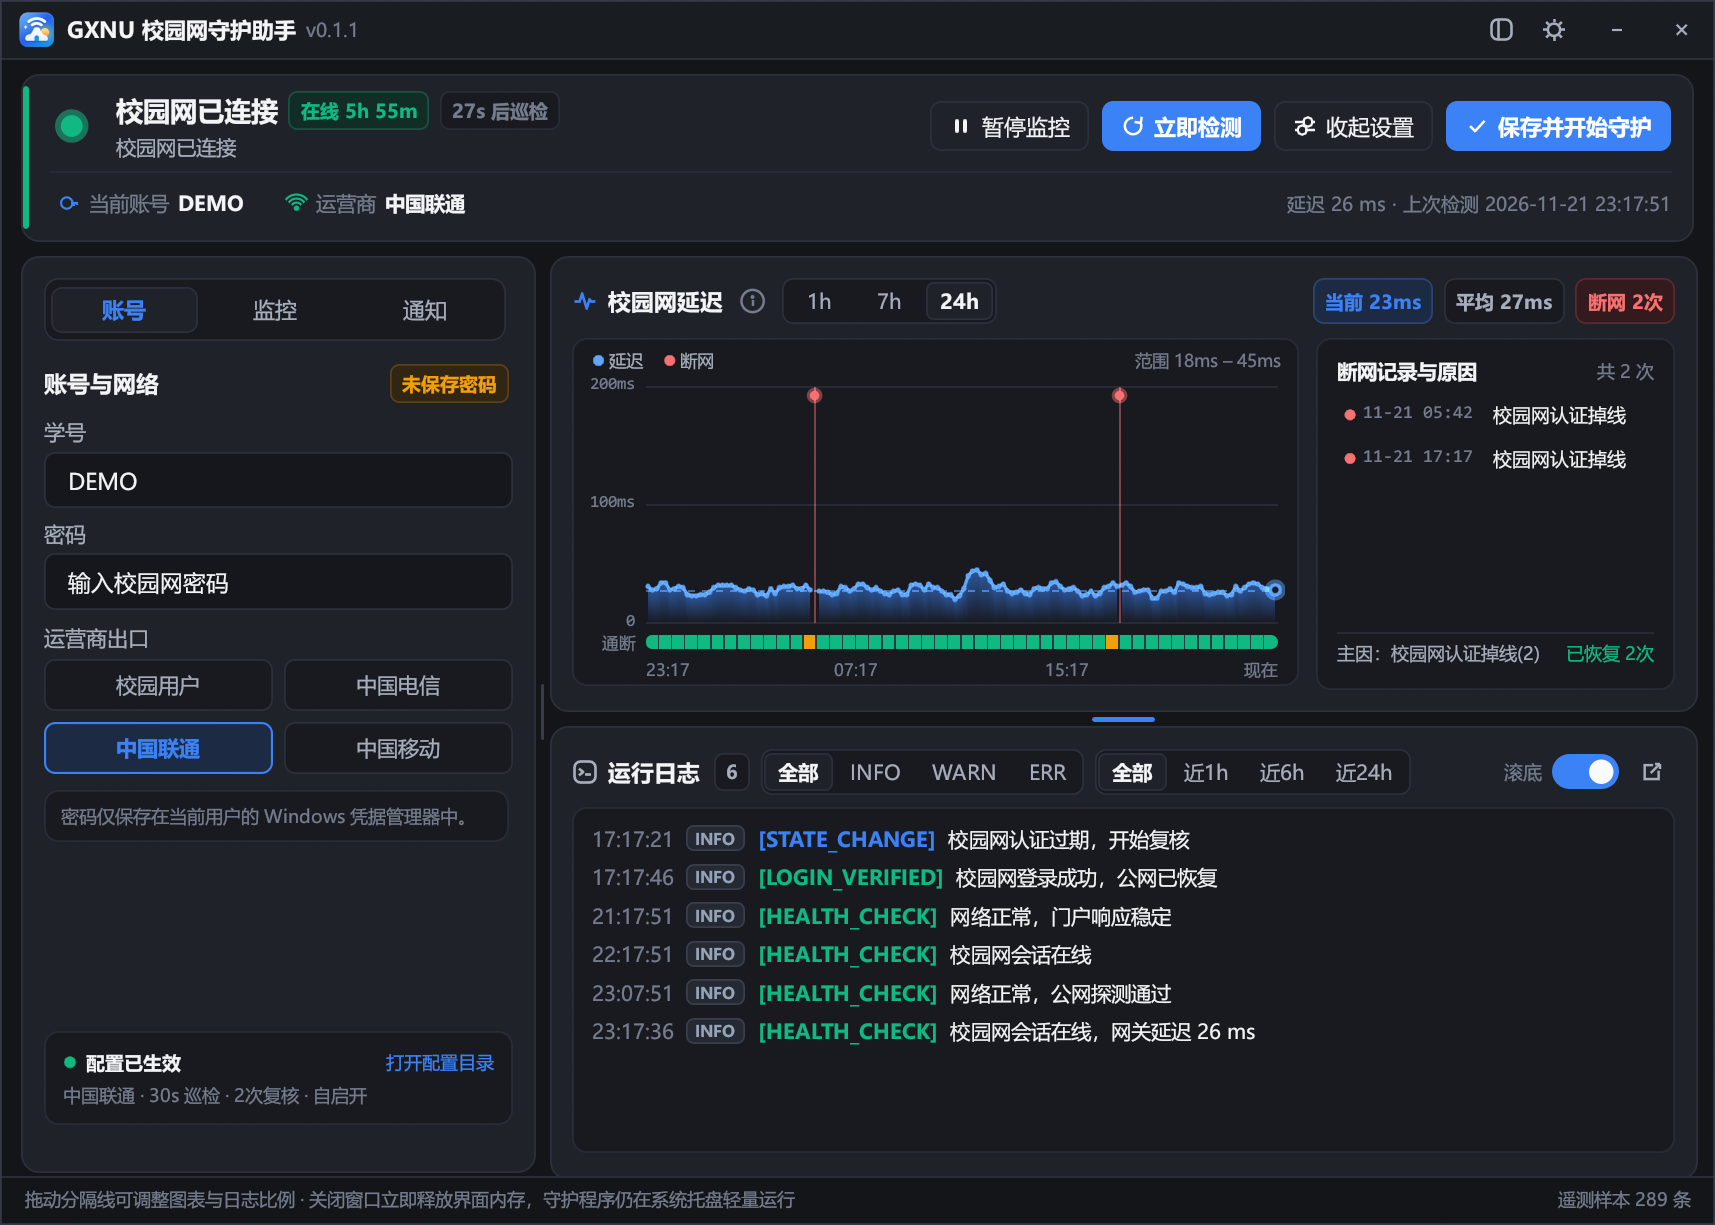 GXNU 校园网守护助手 v0.1.1
校园网已连接 在线 5h 55m 27s 后巡检
校园网已连接
暂停监控 立即检测 收起设置 保存并开始守护
当前账号 DEMO 运营商 中国联通
延迟 26 ms · 上次检测 2026-11-21 23:17:51
账号 监控 通知
账号与网络 未保存密码
学号
DEMO
密码
输入校园网密码
运营商出口
校园用户 中国电信
中国联通 中国移动
密码仅保存在当前用户的 Windows 凭据管理器中。
配置已生效 打开配置目录
中国联通 · 30s 巡检 · 2次复核 · 自启开
校园网延迟 1h 7h 24h 当前 23ms 平均 27ms 断网 2次
延迟 断网 范围 18ms – 45ms
200ms
100ms
0
通断
23:17 07:17 15:17 现在
断网记录与原因 共 2 次
11-21 05:42 校园网认证掉线
11-21 17:17 校园网认证掉线
主因：校园网认证掉线(2) 已恢复 2次
运行日志 6 全部 INFO WARN ERR 全部 近1h 近6h 近24h 滚底
17:17:21 INFO [STATE_CHANGE] 校园网认证过期，开始复核
17:17:46 INFO [LOGIN_VERIFIED] 校园网登录成功，公网已恢复
21:17:51 INFO [HEALTH_CHECK] 网络正常，门户响应稳定
22:17:51 INFO [HEALTH_CHECK] 校园网会话在线
23:07:51 INFO [HEALTH_CHECK] 网络正常，公网探测通过
23:17:36 INFO [HEALTH_CHECK] 校园网会话在线，网关延迟 26 ms
拖动分隔线可调整图表与日志比例 · 关闭窗口立即释放界面内存，守护程序仍在系统托盘轻量运行
遥测样本 289 条